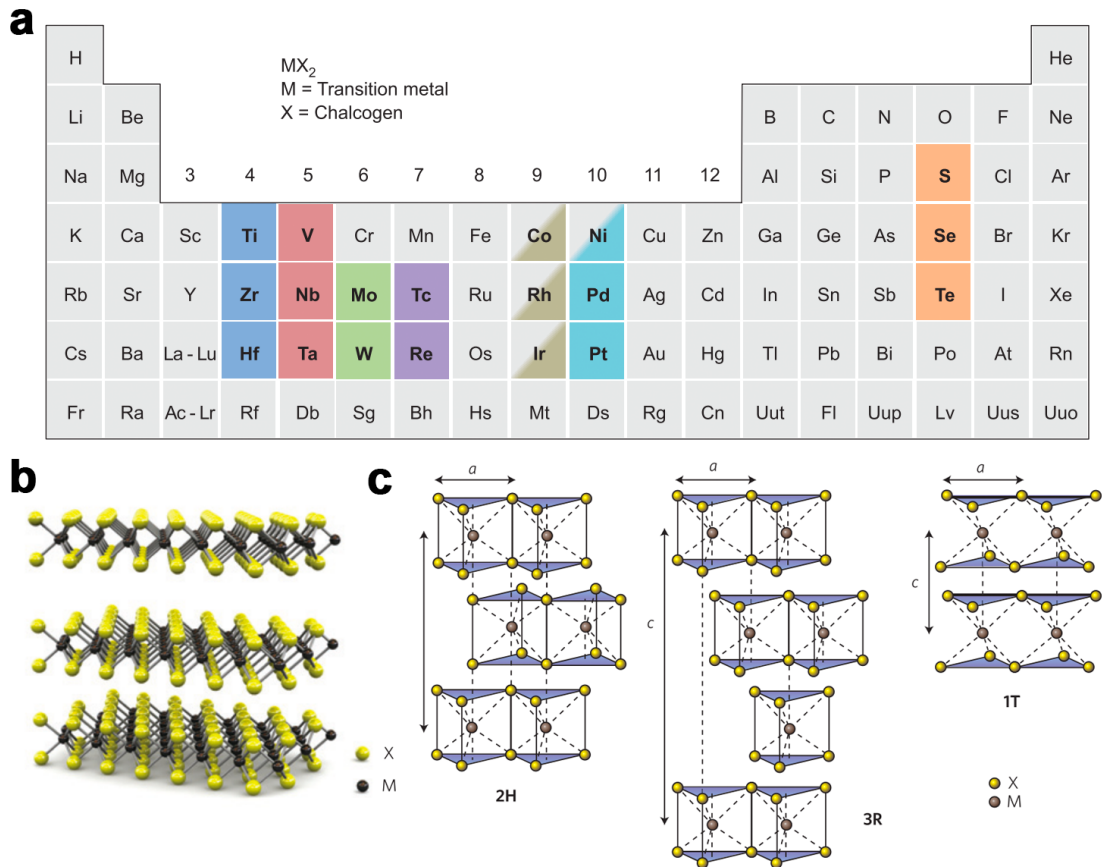 a
H He
MX2
M = Transition metal
X = Chalcogen
Li Be B C N O F Ne
Na Mg 3 4 5 6 7 8 9 10 11 12 Al Si P S Cl Ar
K Ca Sc Ti V Cr Mn Fe Co Ni Cu Zn Ga Ge As Se Br Kr
Rb Sr Y Zr Nb Mo Tc Ru Rh Pd Ag Cd In Sn Sb Te I Xe
Cs Ba La - Lu Hf Ta W Re Os Ir Pt Au Hg Tl Pb Bi Po At Rn
Fr Ra Ac - Lr Rf Db Sg Bh Hs Mt Ds Rg Cn Uut Fl Uup Lv Uus Uuo
b
X
M
c
a
c
2H
a
c
3R
a
c
1T
X
M